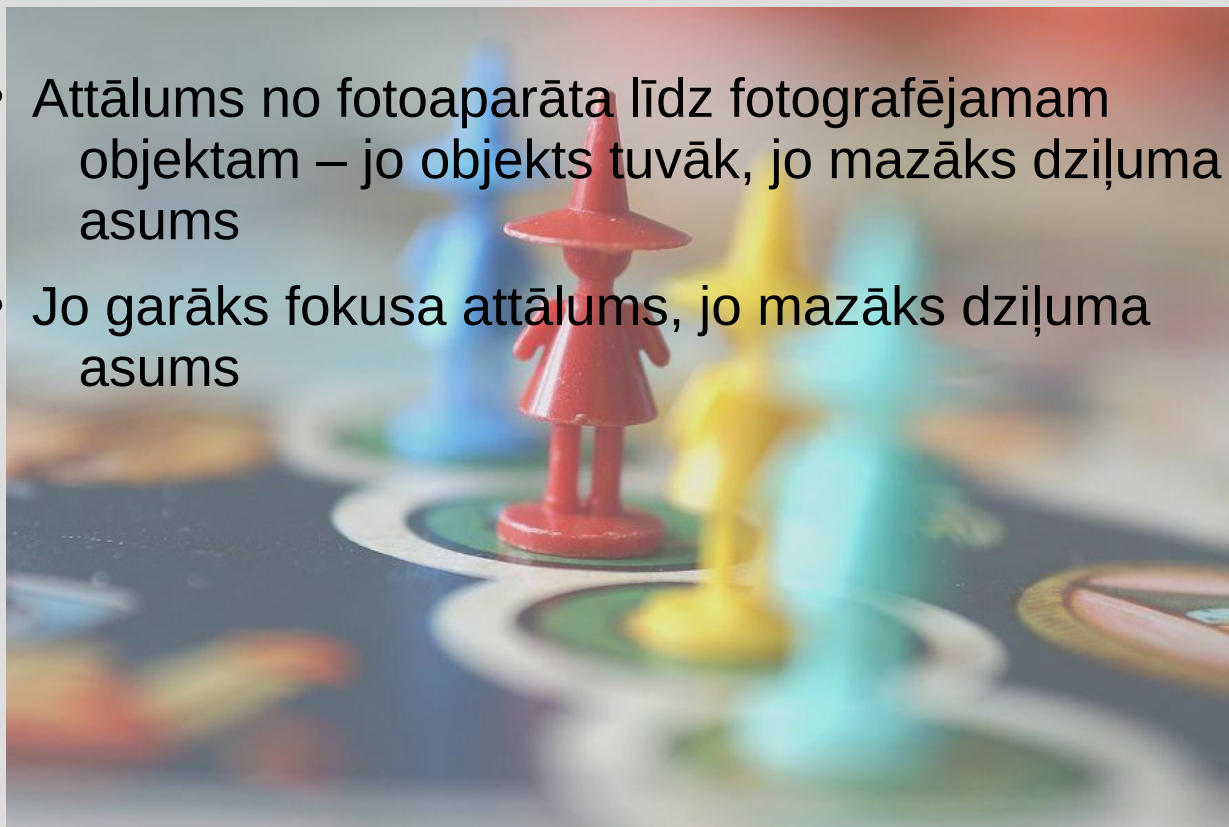 • Attālums no fotoaparāta līdz fotografējamam
objektam – jo objekts tuvāk, jo mazāks dziļuma
asums
• Jo garāks fokusa attālums, jo mazāks dziļuma
asums